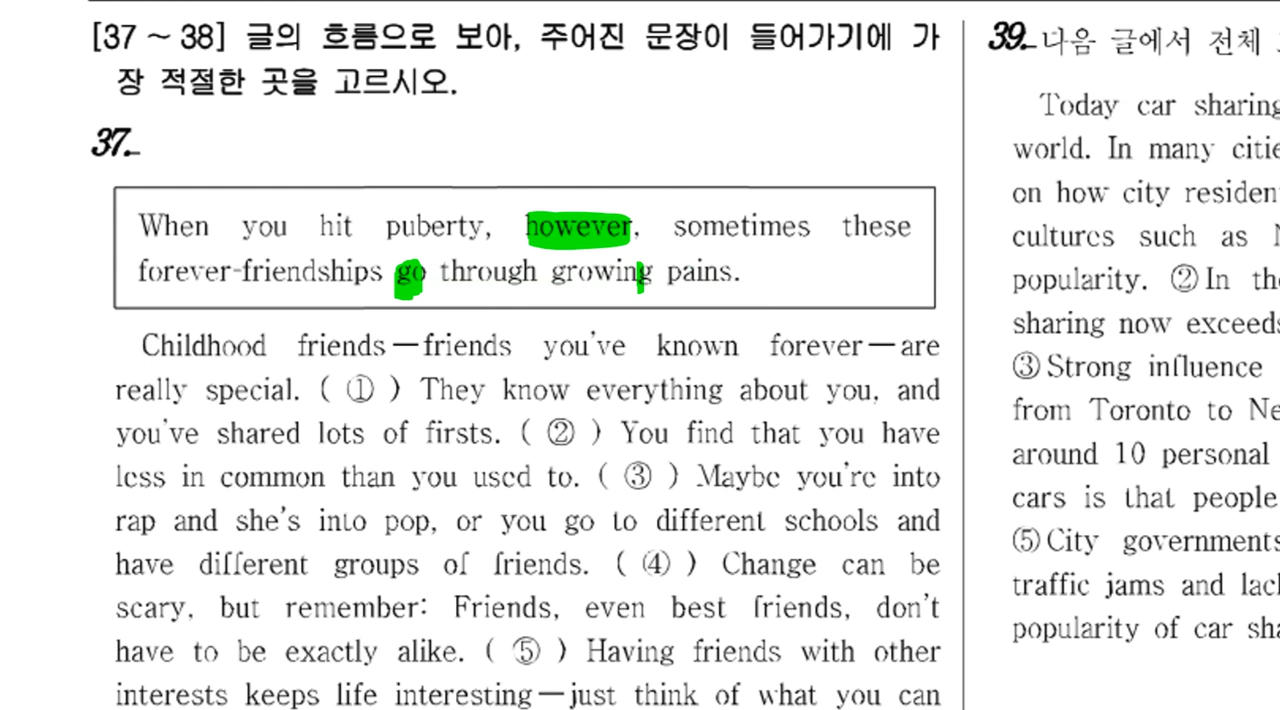 [37 ~ 38] 글의 흐름으로 보아, 주어진 문장이 들어가기에 가
장 적절한 곳을 고르시오.
37.
When you hit puberty, however, sometimes these
forever-friendships go through growing pains.
Childhood friends—friends you've known forever—are
really special. ( ① ) They know everything about you, and
you've shared lots of firsts. ( ② ) You find that you have
less in common than you used to. ( ③ ) Maybe you're into
rap and she's into pop, or you go to different schools and
have different groups of friends. ( ④ ) Change can be
scary, but remember: Friends, even best friends, don't
have to be exactly alike. ( ⑤ ) Having friends with other
interests keeps life interesting—just think of what you can
39. 다음 글에서 전체
Today car sharing
world. In many citie
on how city residen
cultures such as
popularity. ② In th
sharing now exceeds
③ Strong influence
from Toronto to Ne
around 10 personal
cars is that people
⑤ City governments
traffic jams and lack
popularity of car sha